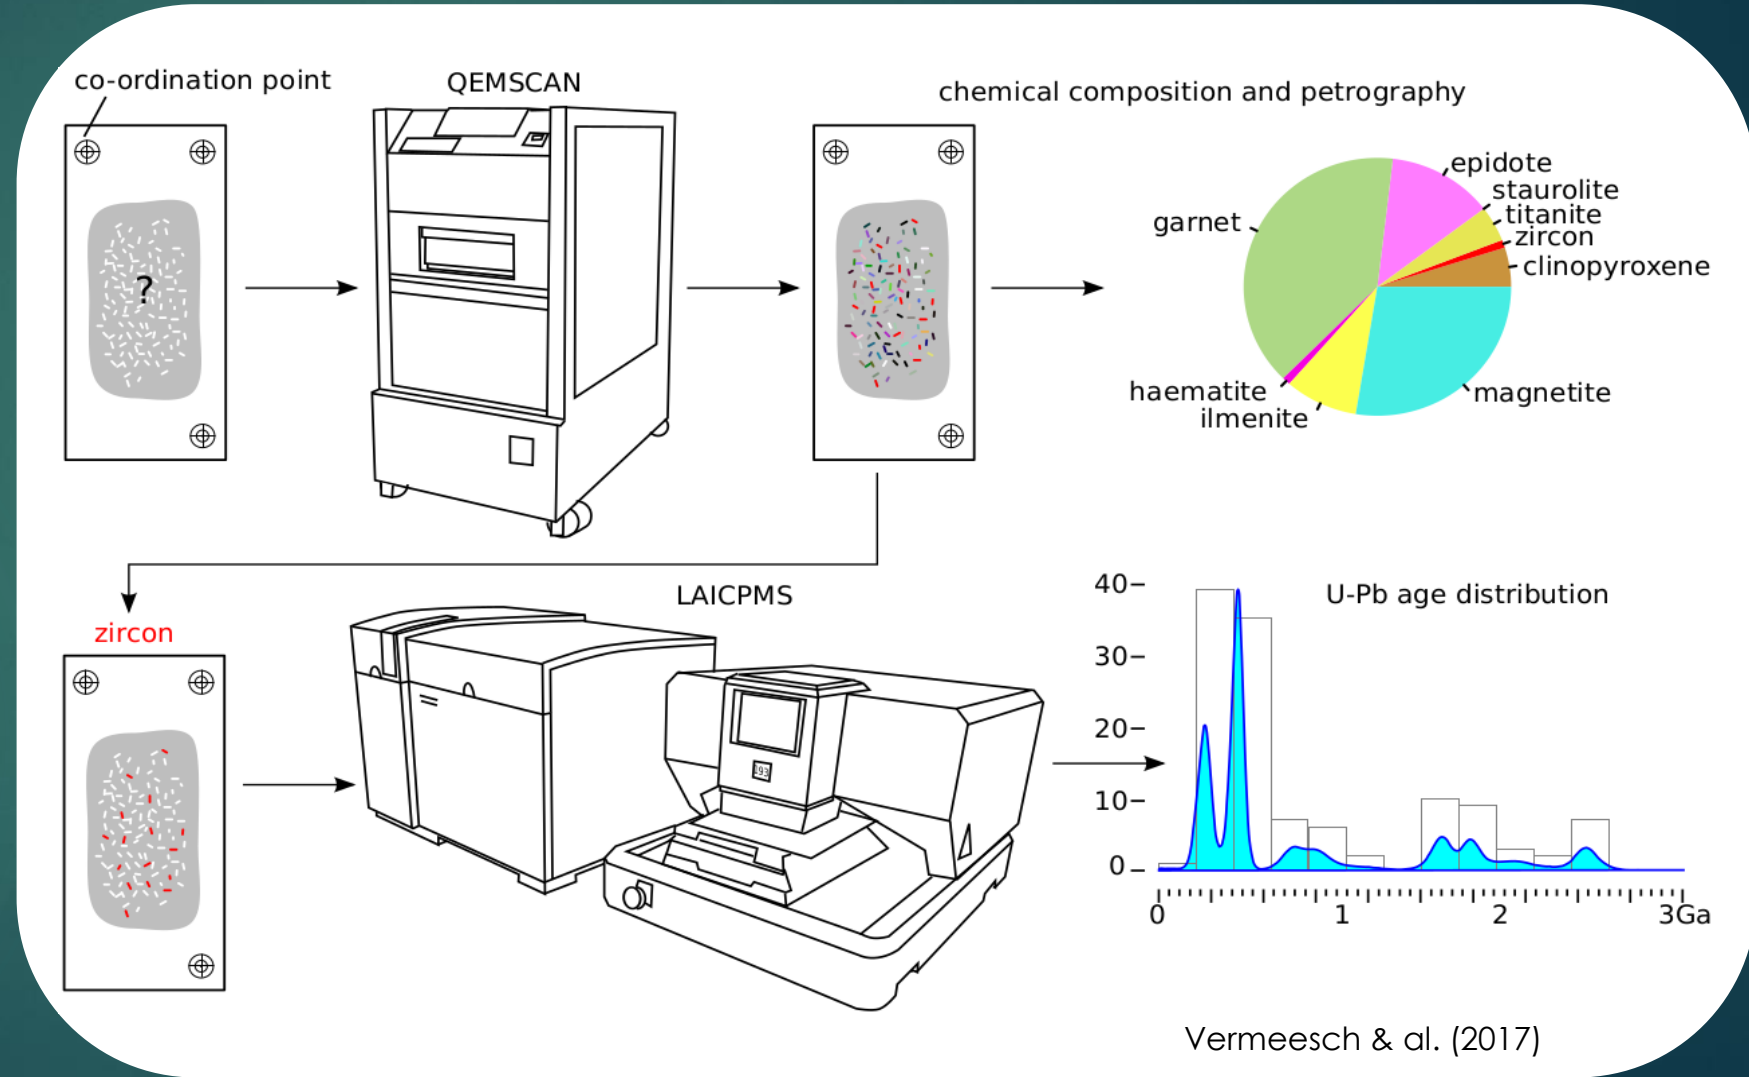 co-ordination point
QEMSCAN
chemical composition and petrography
?
epidote
staurolite
titanite
zircon
clinopyroxene
garnet
haematite
ilmenite
magnetite
zircon
LAICPMS
193
U-Pb age distribution
40
30
20
10
0
0 1 2 3Ga
Vermeesch & al. (2017)